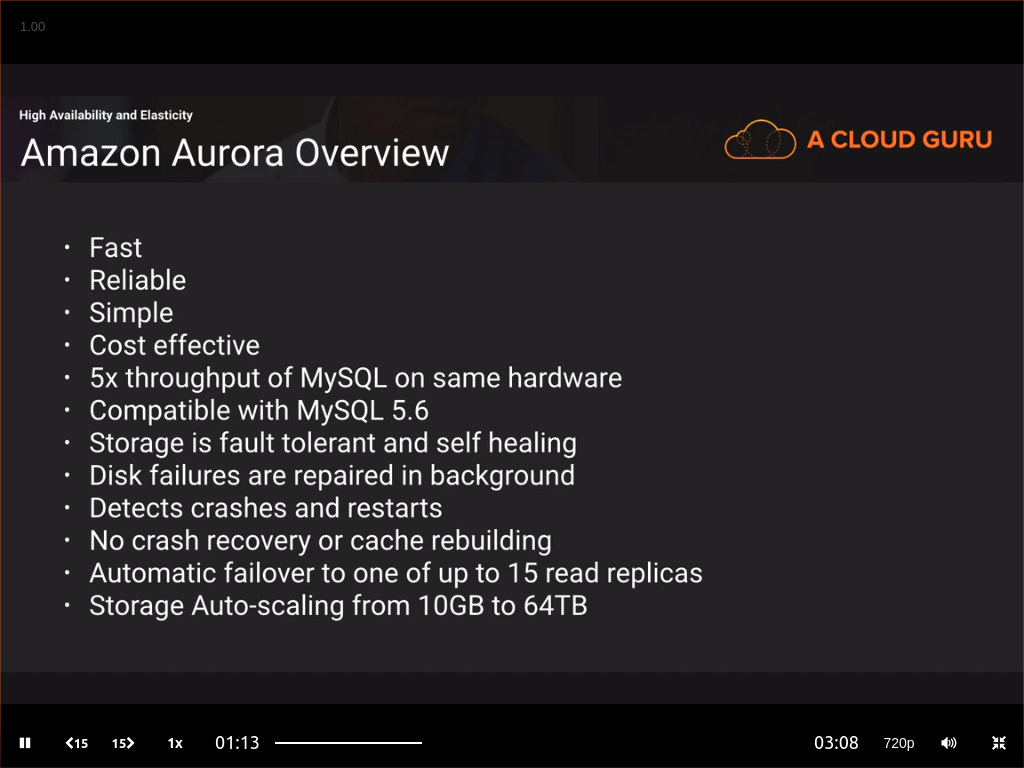 1.00
High Availability and Elasticity
Amazon Aurora Overview
A CLOUD GURU
• Fast
• Reliable
• Simple
• Cost effective
• 5x throughput of MySQL on same hardware
• Compatible with MySQL 5.6
• Storage is fault tolerant and self healing
• Disk failures are repaired in background
• Detects crashes and restarts
• No crash recovery or cache rebuilding
• Automatic failover to one of up to 15 read replicas
• Storage Auto-scaling from 10GB to 64TB
15 15 1x 01:13 03:08 720p